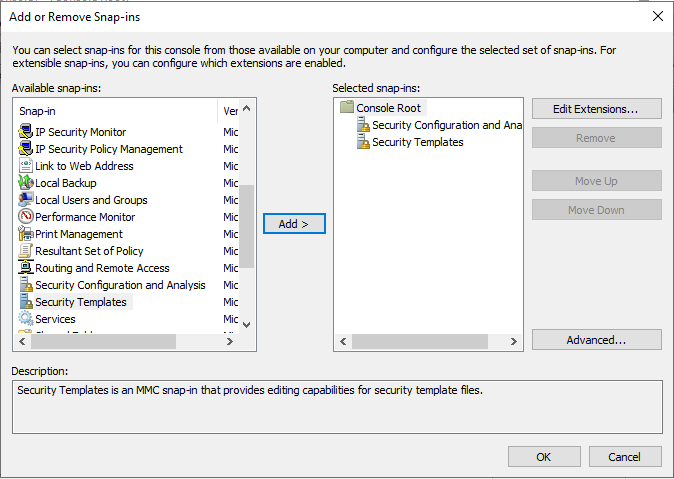 Add or Remove Snap-ins
You can select snap-ins for this console from those available on your computer and configure the selected set of snap-ins. For
extensible snap-ins, you can configure which extensions are enabled.
Available snap-ins:
Snap-in Ver
IP Security Monitor Mic
IP Security Policy Management Mic
Link to Web Address Mic
Local Backup Mic
Local Users and Groups Mic
Performance Monitor Mic
Print Management Mic
Resultant Set of Policy Mic
Routing and Remote Access Mic
Security Configuration and Analysis Mic
Security Templates Mic
Services Mic
Add >
Selected snap-ins:
Console Root
Security Configuration and Ana
Security Templates
Edit Extensions...
Remove
Move Up
Move Down
Advanced...
Description:
Security Templates is an MMC snap-in that provides editing capabilities for security template files.
OK
Cancel